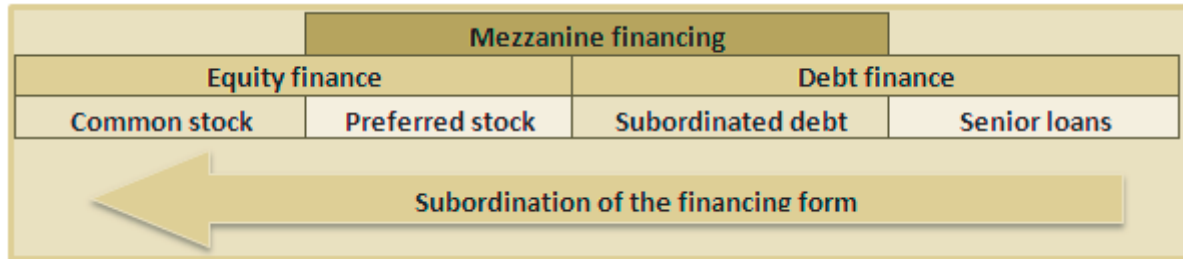 Mezzanine financing
Equity finance Debt finance
Common stock Preferred stock Subordinated debt Senior loans
Subordination of the financing form